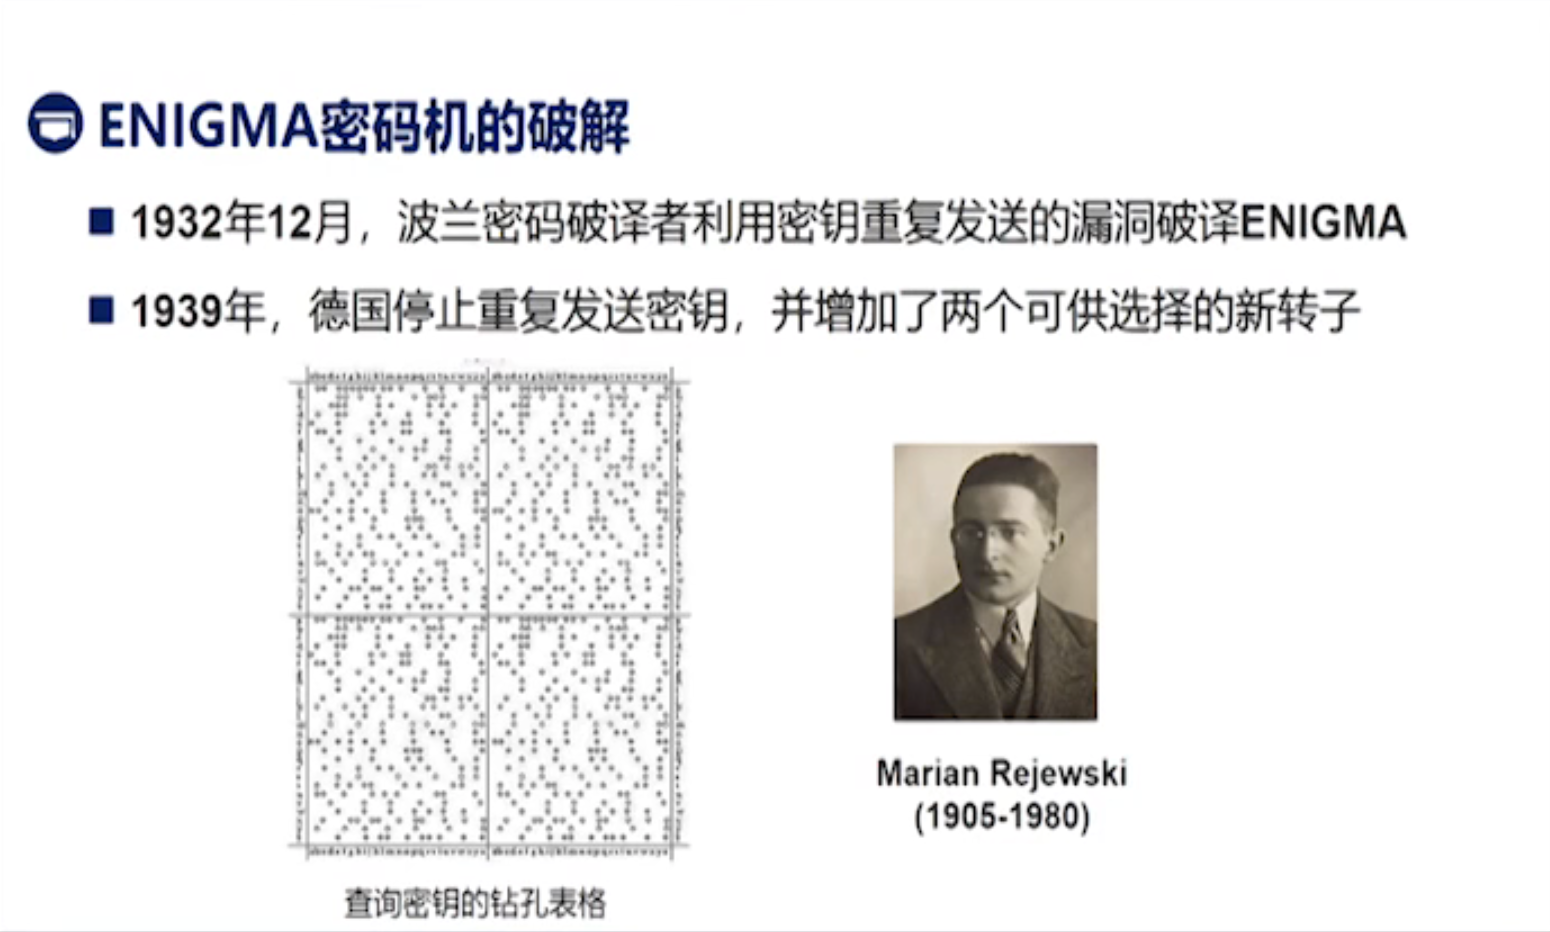 ENIGMA密码机的破解
1932年12月，波兰密码破译者利用密钥重复发送的漏洞破译ENIGMA
1939年，德国停止重复发送密钥，并增加了两个可供选择的新转子
Marian Rejewski
(1905-1980)
查询密钥的钻孔表格